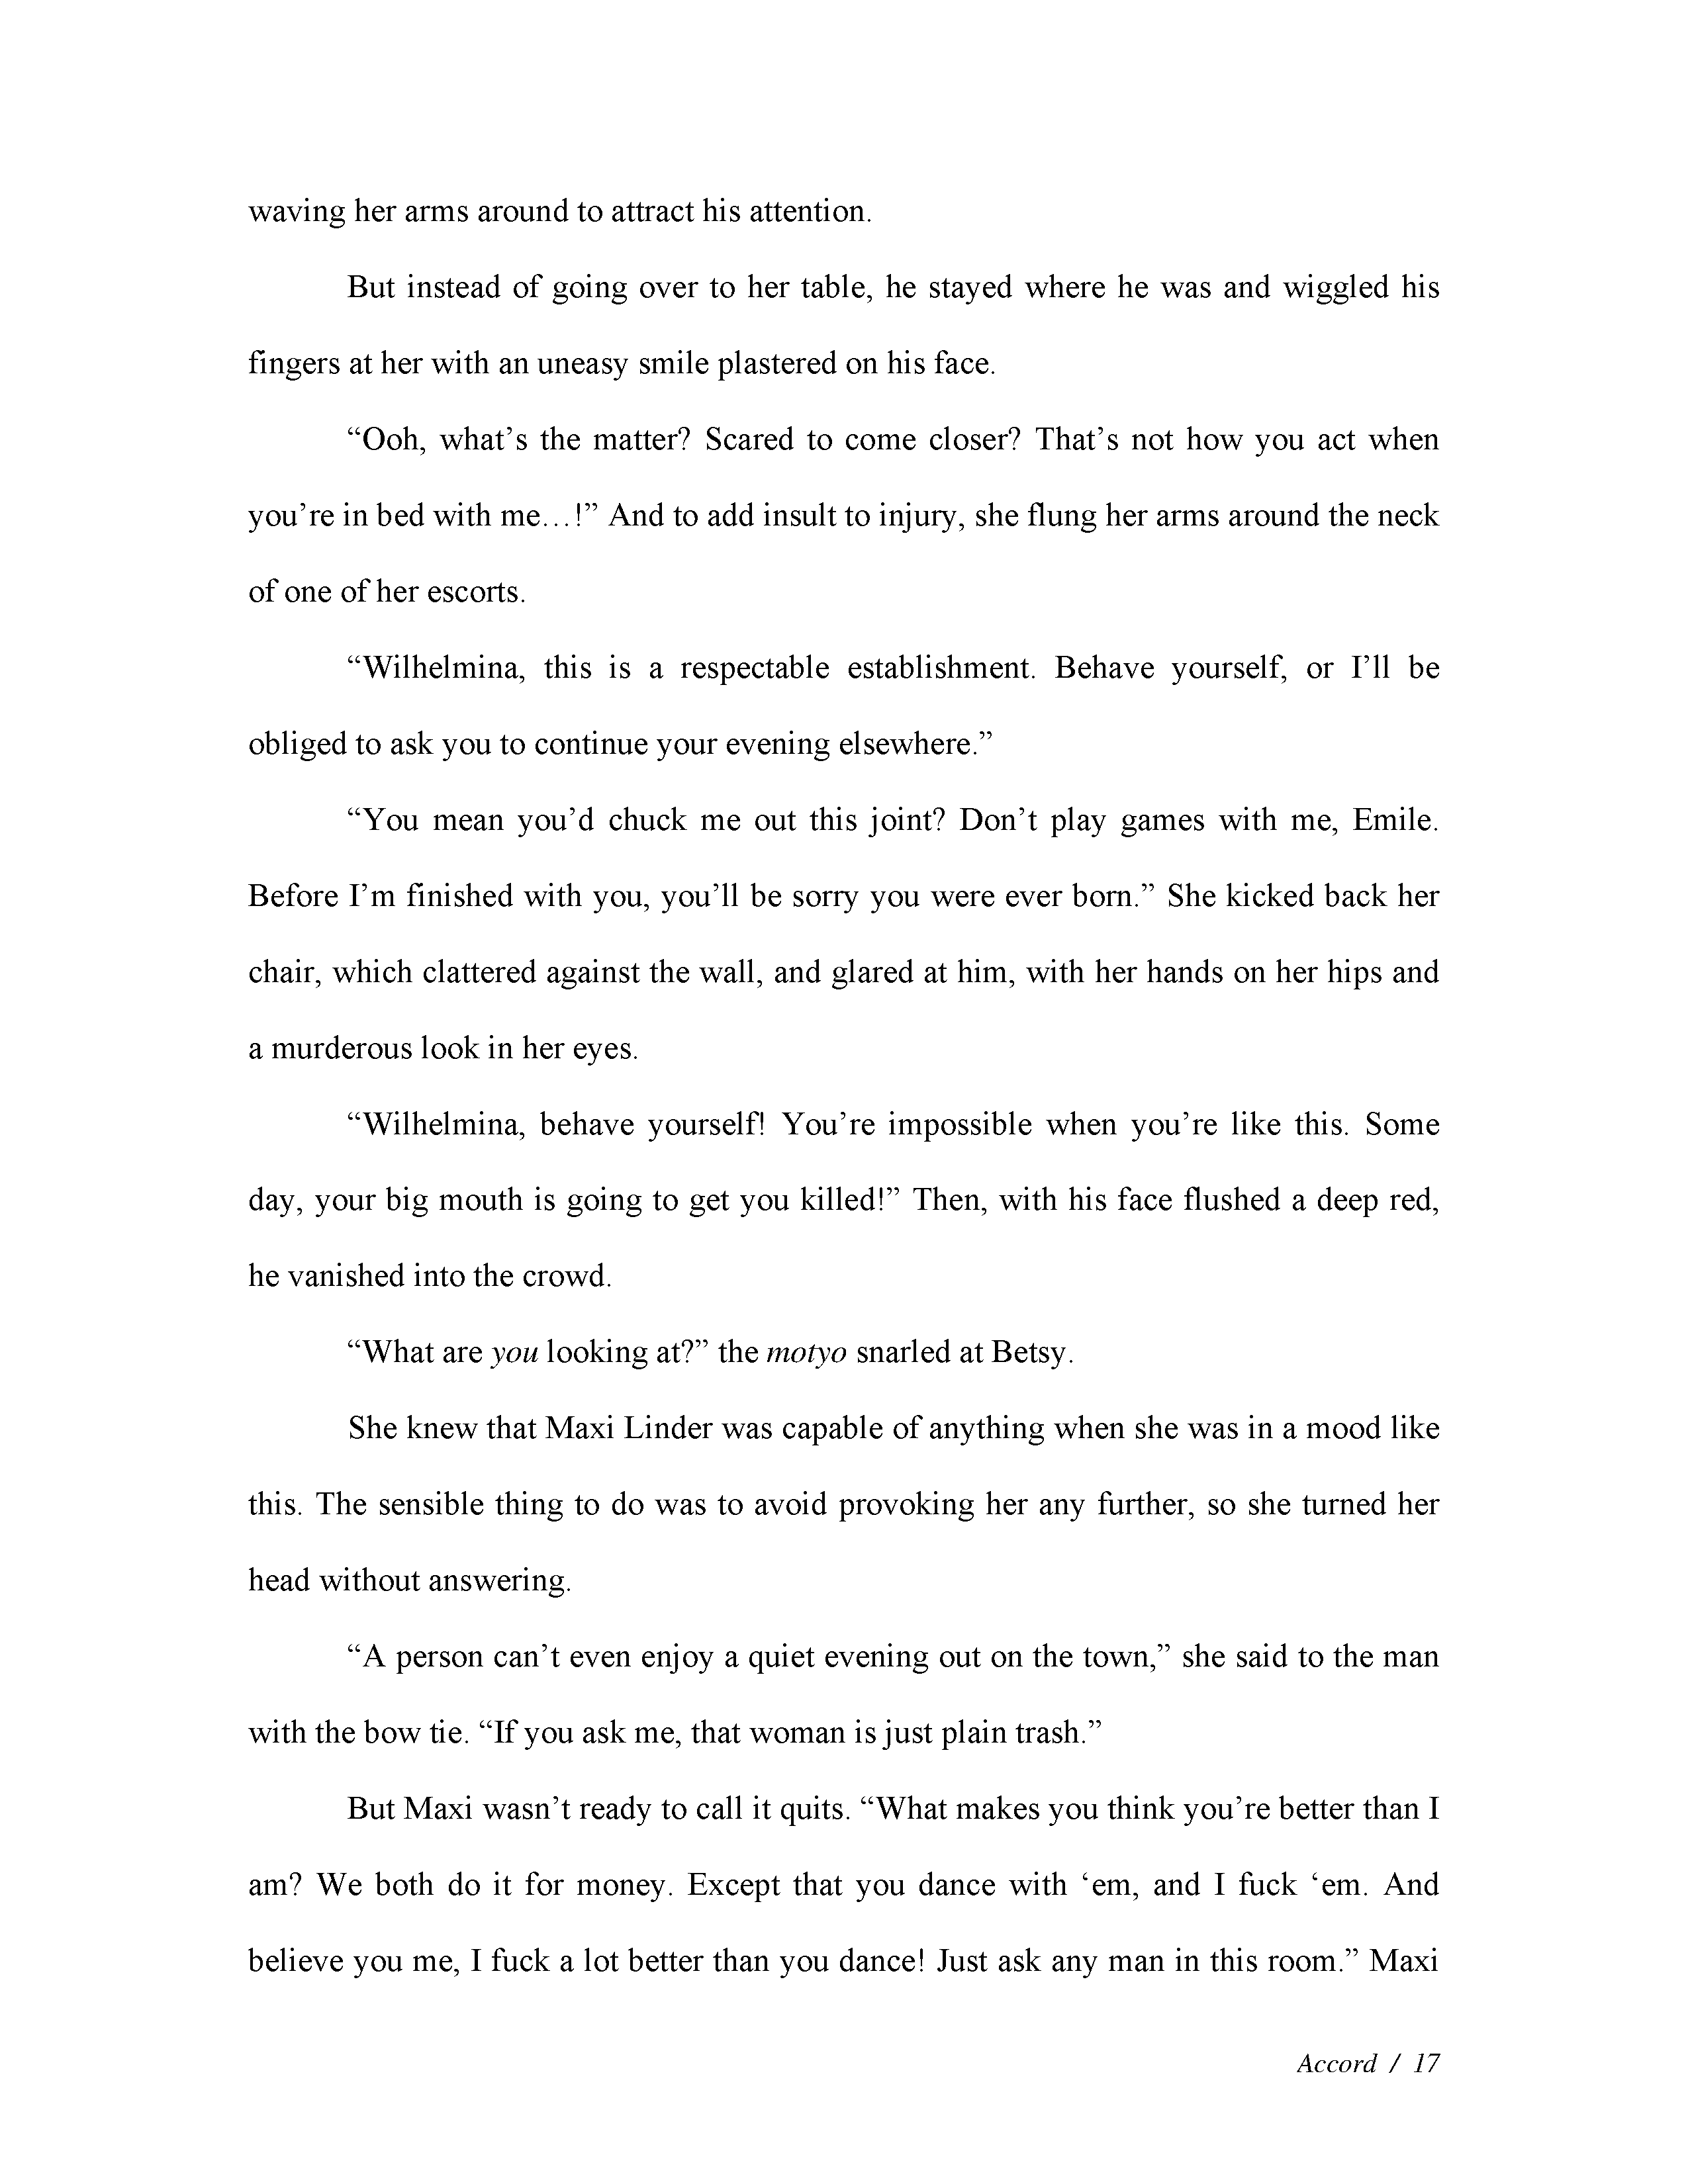 waving her arms around to attract his attention.
But instead of going over to her table, he stayed where he was and wiggled his
fingers at her with an uneasy smile plastered on his face.
“Ooh, what’s the matter? Scared to come closer? That’s not how you act when
you’re in bed with me…!” And to add insult to injury, she flung her arms around the neck
of one of her escorts.
“Wilhelmina, this is a respectable establishment. Behave yourself, or I’ll be
obliged to ask you to continue your evening elsewhere.”
“You mean you’d chuck me out this joint? Don’t play games with me, Emile.
Before I’m finished with you, you’ll be sorry you were ever born.” She kicked back her
chair, which clattered against the wall, and glared at him, with her hands on her hips and
a murderous look in her eyes.
“Wilhelmina, behave yourself! You’re impossible when you’re like this. Some
day, your big mouth is going to get you killed!” Then, with his face flushed a deep red,
he vanished into the crowd.
“What are you looking at?” the motyo snarled at Betsy.
She knew that Maxi Linder was capable of anything when she was in a mood like
this. The sensible thing to do was to avoid provoking her any further, so she turned her
head without answering.
“A person can’t even enjoy a quiet evening out on the town,” she said to the man
with the bow tie. “If you ask me, that woman is just plain trash.”
But Maxi wasn’t ready to call it quits. “What makes you think you’re better than I
am? We both do it for money. Except that you dance with ‘em, and I fuck ‘em. And
believe you me, I fuck a lot better than you dance! Just ask any man in this room.” Maxi
Accord / 17